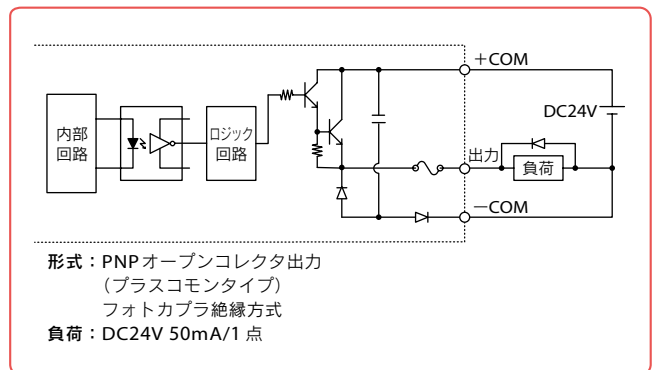 +COM
DC24V
内部
回路
ロジック
回路
出力
負荷
−COM
形式：PNPオープンコレクタ出力
（プラスコモンタイプ）
フォトカプラ絶縁方式
負荷：DC24V 50mA/1 点